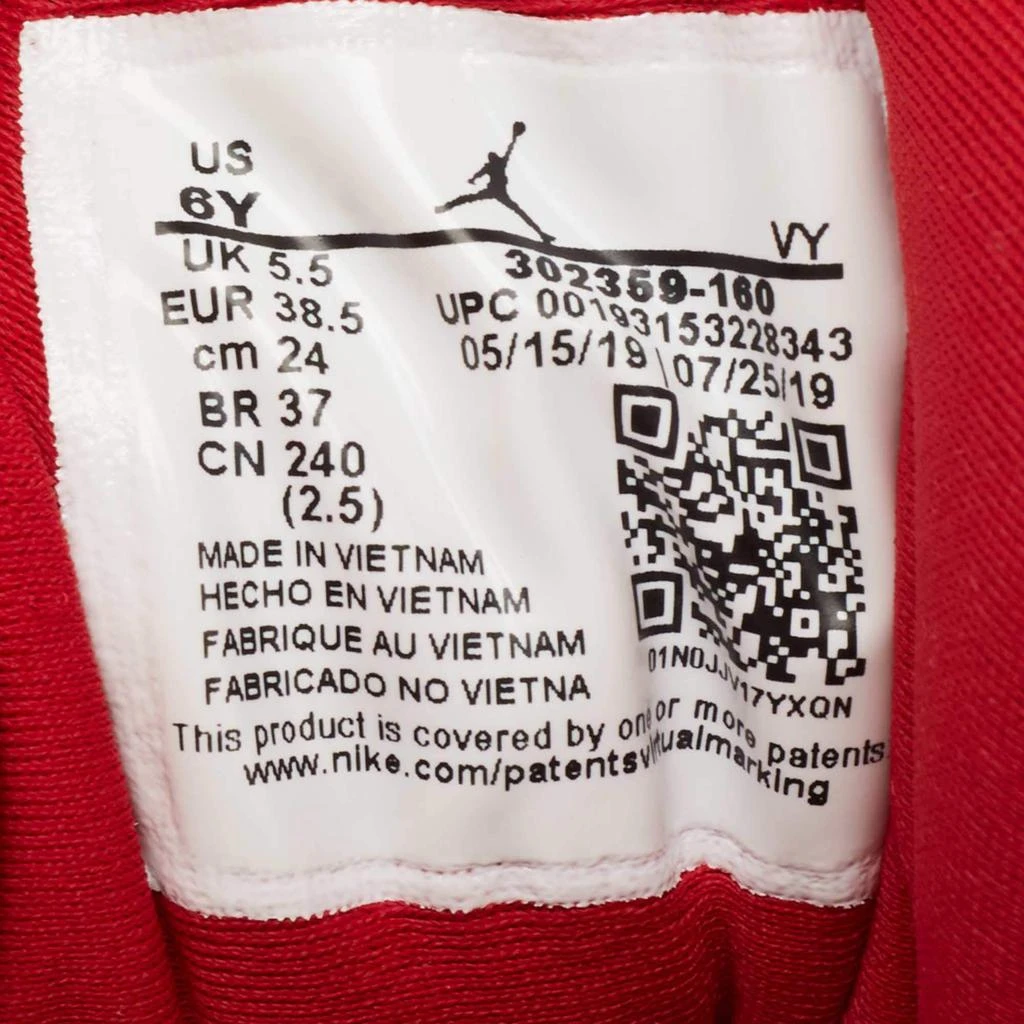 US
6Y
VY
UK 5.5
302359-160
EUR 38.5
UPC 00193153228343
cm 24
05/15/19 \ 07/25/19
BR 37
CN 240
(2.5)
MADE IN VIETNAM
HECHO EN VIETNAM
FABRIQUE AU VIETNAM
FABRICADO NO VIETNA
01N0JJV17YXQN
This product is covered by one or more patents
www.nike.com/patentsvirtualmarking